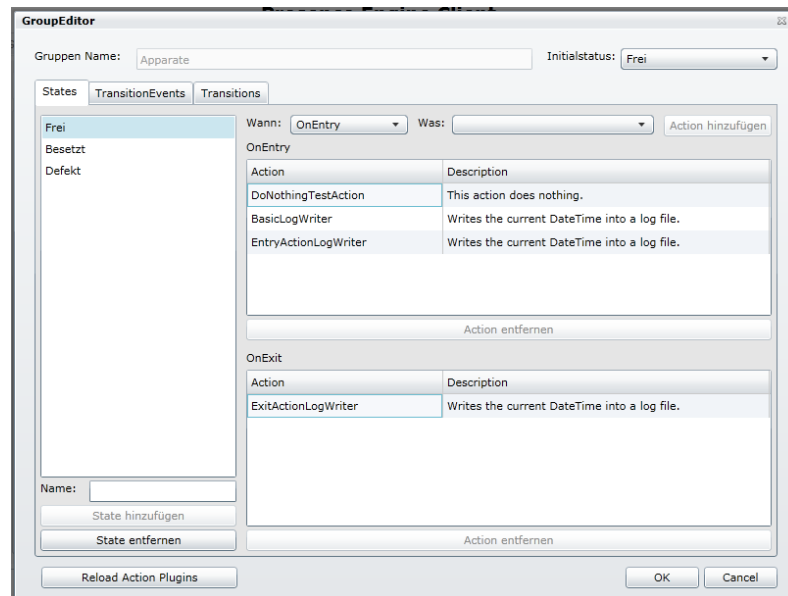 Presence Engine Client
GroupEditor
Gruppen Name: Apparate Initialstatus: Frei
States TransitionEvents Transitions
Frei
Besetzt
Defekt
Wann: OnEntry Was: Action hinzufügen
OnEntry
Action Description
DoNothingTestAction This action does nothing.
BasicLogWriter Writes the current DateTime into a log file.
EntryActionLogWriter Writes the current DateTime into a log file.
Action entfernen
OnExit
Action Description
ExitActionLogWriter Writes the current DateTime into a log file.
Name:
State hinzufügen
State entfernen Action entfernen
Reload Action Plugins OK Cancel